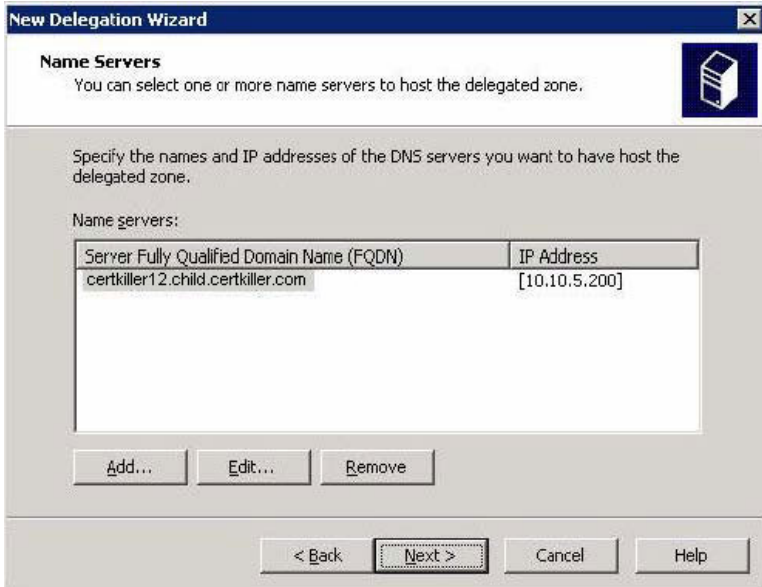 New Delegation Wizard
Name Servers
You can select one or more name servers to host the delegated zone.
Specify the names and IP addresses of the DNS servers you want to have host the
delegated zone.
Name servers:
Server Fully Qualified Domain Name (FQDN) IP Address
certkiller12.child.certkiller.com [10.10.5.200]
Add... Edit... Remove
< Back Next > Cancel Help